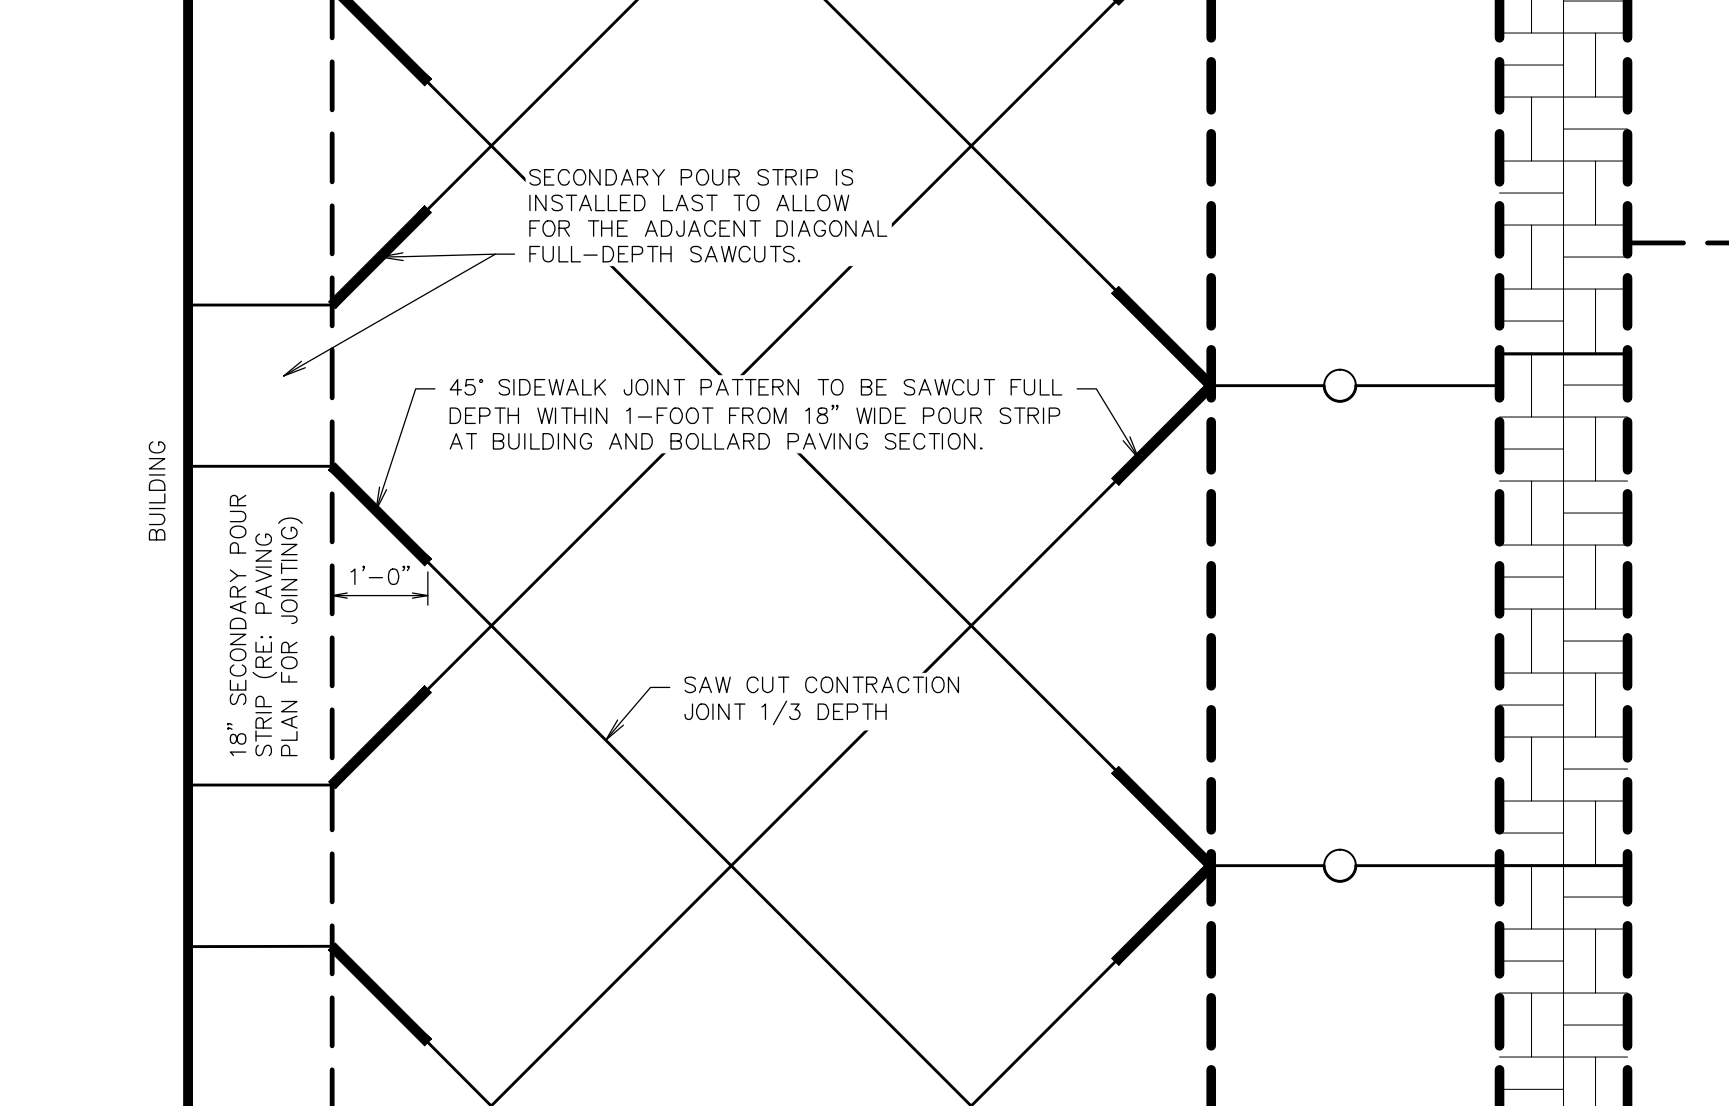 SECONDARY POUR STRIP IS
INSTALLED LAST TO ALLOW
FOR THE ADJACENT DIAGONAL
FULL-DEPTH SAWCUTS.
45° SIDEWALK JOINT PATTERN TO BE SAWCUT FULL
DEPTH WITHIN 1-FOOT FROM 18" WIDE POUR STRIP
AT BUILDING AND BOLLARD PAVING SECTION.
BUILDING
18" SECONDARY POUR
STRIP (RE: PAVING
PLAN FOR JOINTING)
1'-0"
SAW CUT CONTRACTION
JOINT 1/3 DEPTH